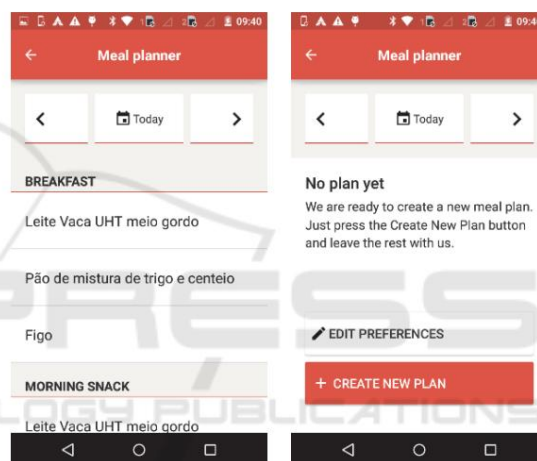 09:40
Meal planner
Today
BREAKFAST
Leite Vaca UHT meio gordo
Pão de mistura de trigo e centeio
Figo
MORNING SNACK
Leite Vaca UHT meio gordo
09:40
Meal planner
Today
No plan yet
We are ready to create a new meal plan.
Just press the Create New Plan button
and leave the rest with us.
EDIT PREFERENCES
+ CREATE NEW PLAN
PRESS
LOGY PUBLICATIONS